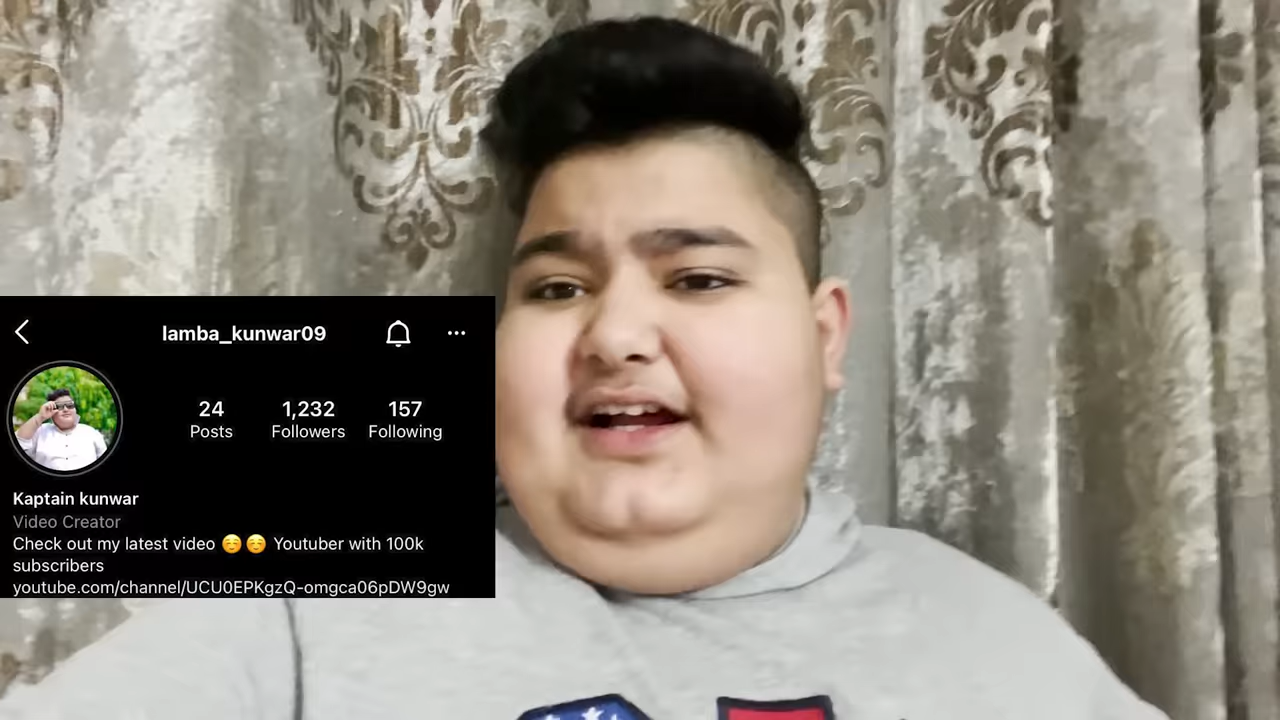 lamba_kunwar09
24 1,232 157
Posts Followers Following
Kaptain kunwar
Video Creator
Check out my latest video ☺️☺️ Youtuber with 100k
subscribers
youtube.com/channel/UCU0EPKgzQ-omgca06pDW9gw